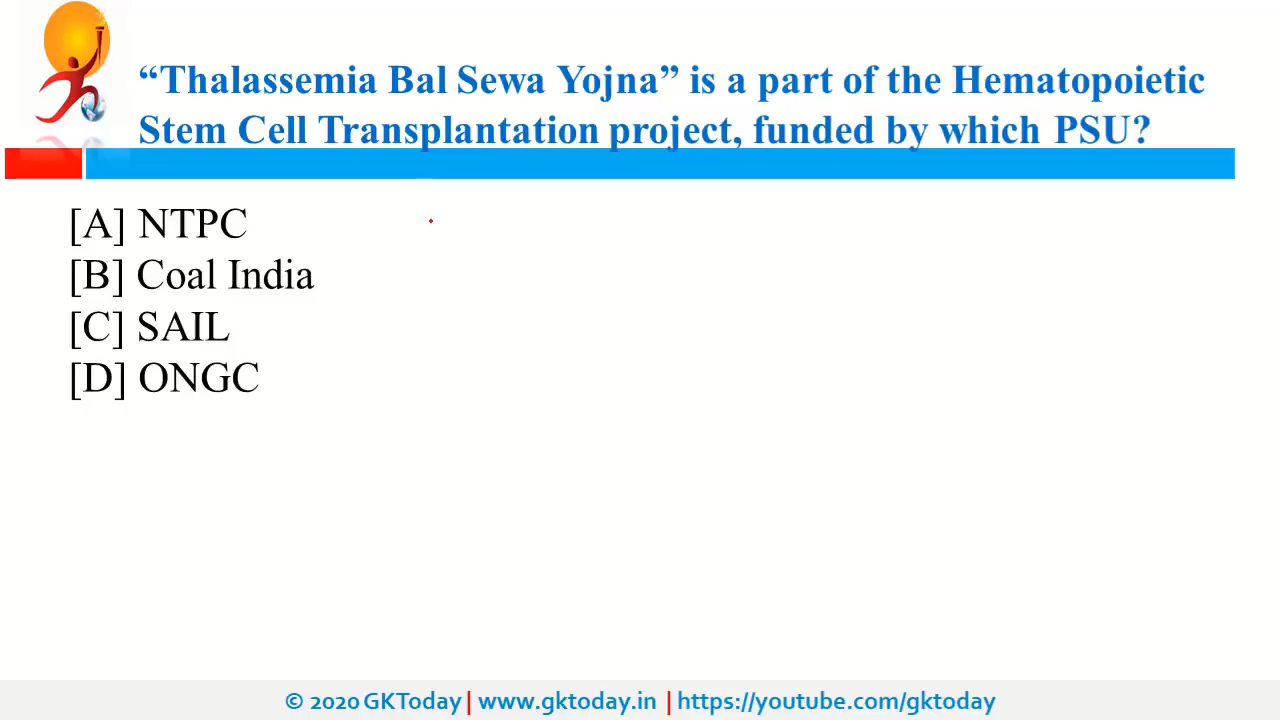 “Thalassemia Bal Sewa Yojna” is a part of the Hematopoietic
Stem Cell Transplantation project, funded by which PSU?
[A] NTPC
[B] Coal India
[C] SAIL
[D] ONGC
© 2020 GKToday | www.gktoday.in | https://youtube.com/gktoday